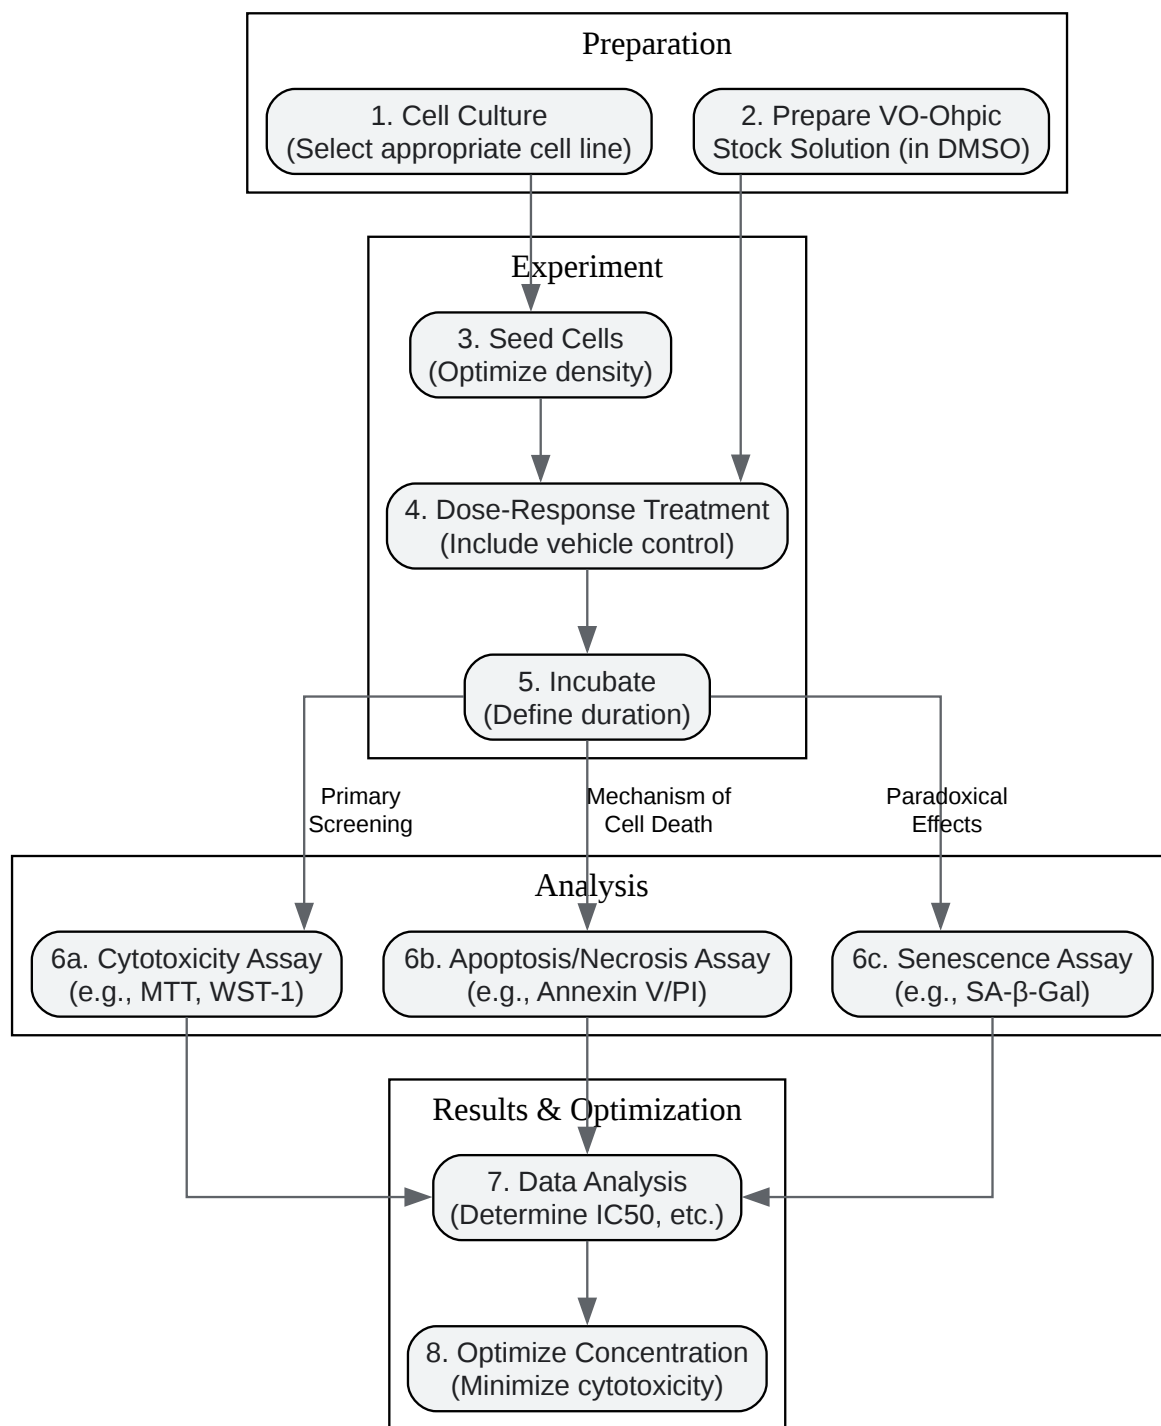 Preparation
1. Cell Culture
(Select appropriate cell line)
2. Prepare VO-Ohpic
Stock Solution (in DMSO)
Experiment
3. Seed Cells
(Optimize density)
4. Dose-Response Treatment
(Include vehicle control)
5. Incubate
(Define duration)
Primary
Screening
Mechanism of
Cell Death
Paradoxical
Effects
Analysis
6a. Cytotoxicity Assay
(e.g., MTT, WST-1)
6b. Apoptosis/Necrosis Assay
(e.g., Annexin V/PI)
6c. Senescence Assay
(e.g., SA-β-Gal)
Results & Optimization
7. Data Analysis
(Determine IC50, etc.)
8. Optimize Concentration
(Minimize cytotoxicity)